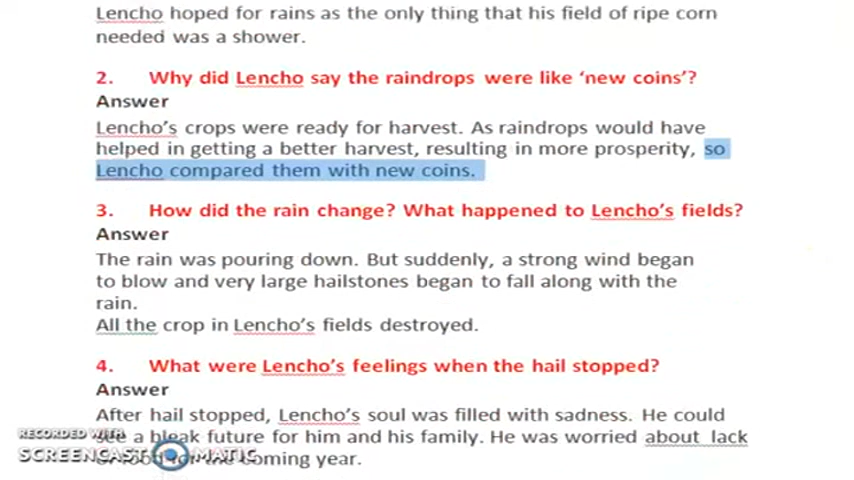 Lencho hoped for rains as the only thing that his field of ripe corn
needed was a shower.
2. Why did Lencho say the raindrops were like ‘new coins’?
Answer
Lencho’s crops were ready for harvest. As raindrops would have
helped in getting a better harvest, resulting in more prosperity, so
Lencho compared them with new coins.
3. How did the rain change? What happened to Lencho’s fields?
Answer
The rain was pouring down. But suddenly, a strong wind began
to blow and very large hailstones began to fall along with the
rain.
All the crop in Lencho’s fields destroyed.
4. What were Lencho’s feelings when the hail stopped?
Answer
After hail stopped, Lencho’s soul was filled with sadness. He could
see a bleak future for him and his family. He was worried about lack
of food for the coming year.
RECORDED WITH
SCREENCAST MATIC